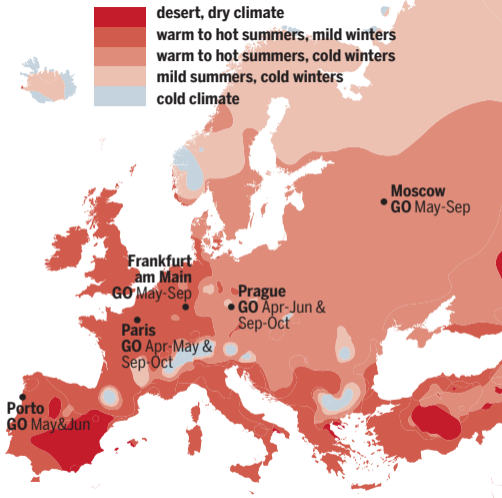 desert, dry climate
warm to hot summers, mild winters
warm to hot summers, cold winters
mild summers, cold winters
cold climate
Moscow
GO May-Sep
Frankfurt
am Main
GO May-Sep
Prague
GO Apr-Jun &
Sep-Oct
Paris
GO Apr-May &
Sep-Oct
Porto
GO May&Jun